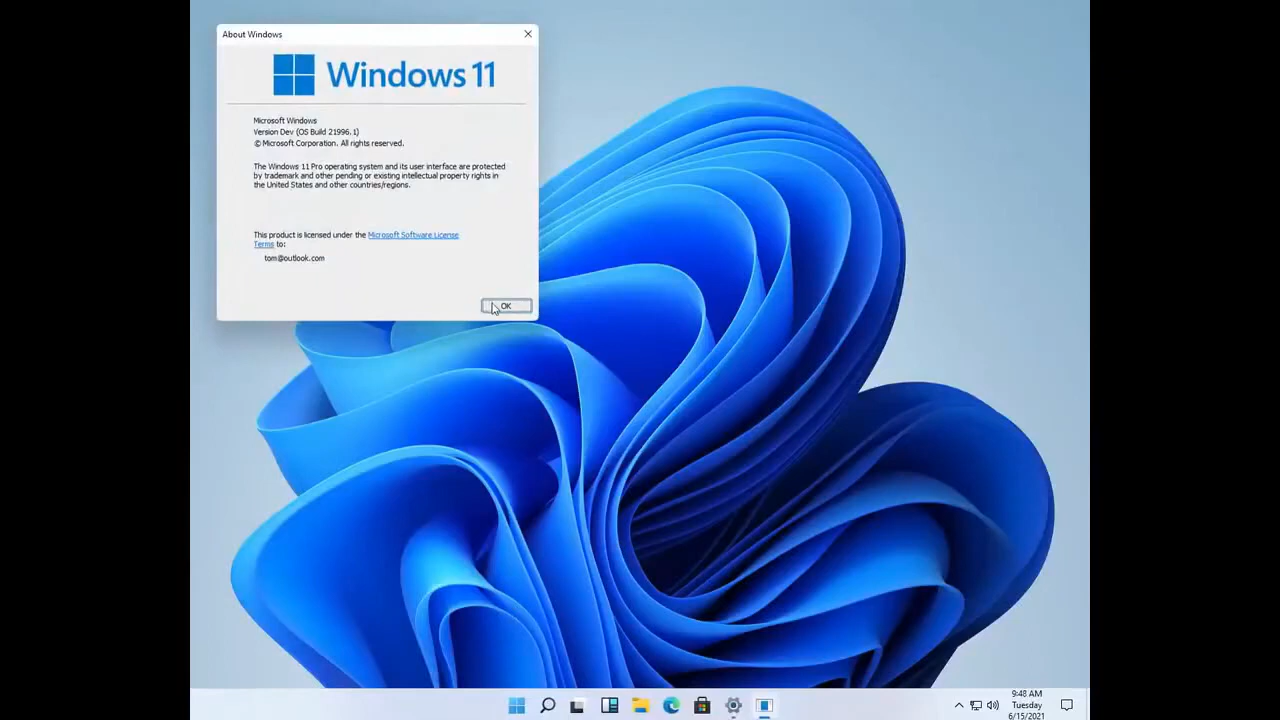 About Windows
Windows 11
Microsoft Windows
Version Dev (OS Build 21996.1)
© Microsoft Corporation. All rights reserved.
The Windows 11 Pro operating system and its user interface are protected
by trademark and other pending or existing intellectual property rights in
the United States and other countries/regions.
This product is licensed under the Microsoft Software License
Terms to:
tom@outlook.com
OK
9:48 AM
Tuesday
6/15/2021